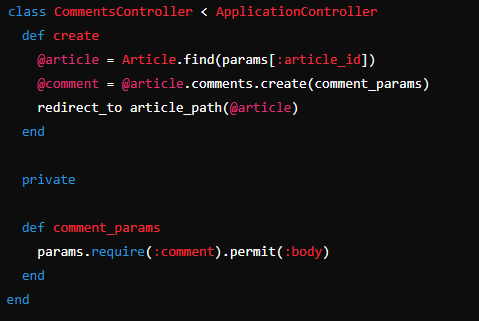 class CommentsController < ApplicationController
  def create
    @article = Article.find(params[:article_id])
    @comment = @article.comments.create(comment_params)
    redirect_to article_path(@article)
  end

  private

  def comment_params
    params.require(:comment).permit(:body)
  end
end